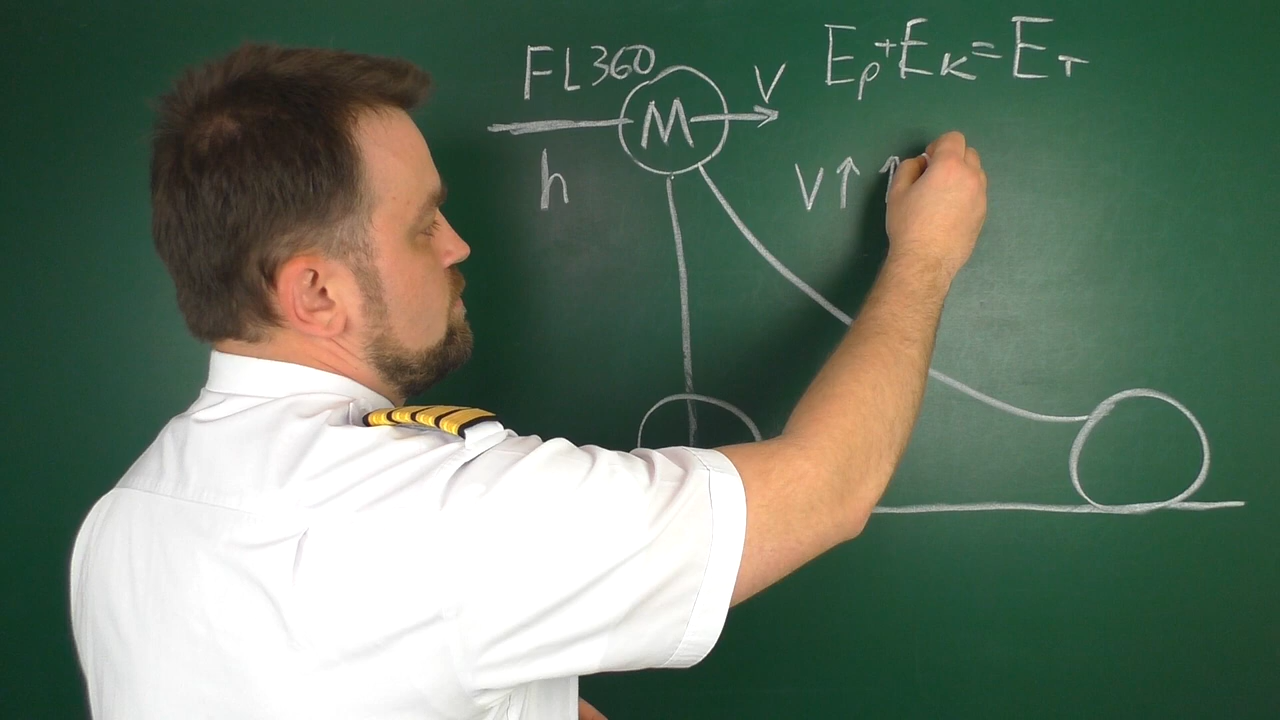 FL360
M
V
Ep+EK=ET
h
V↑ ↑